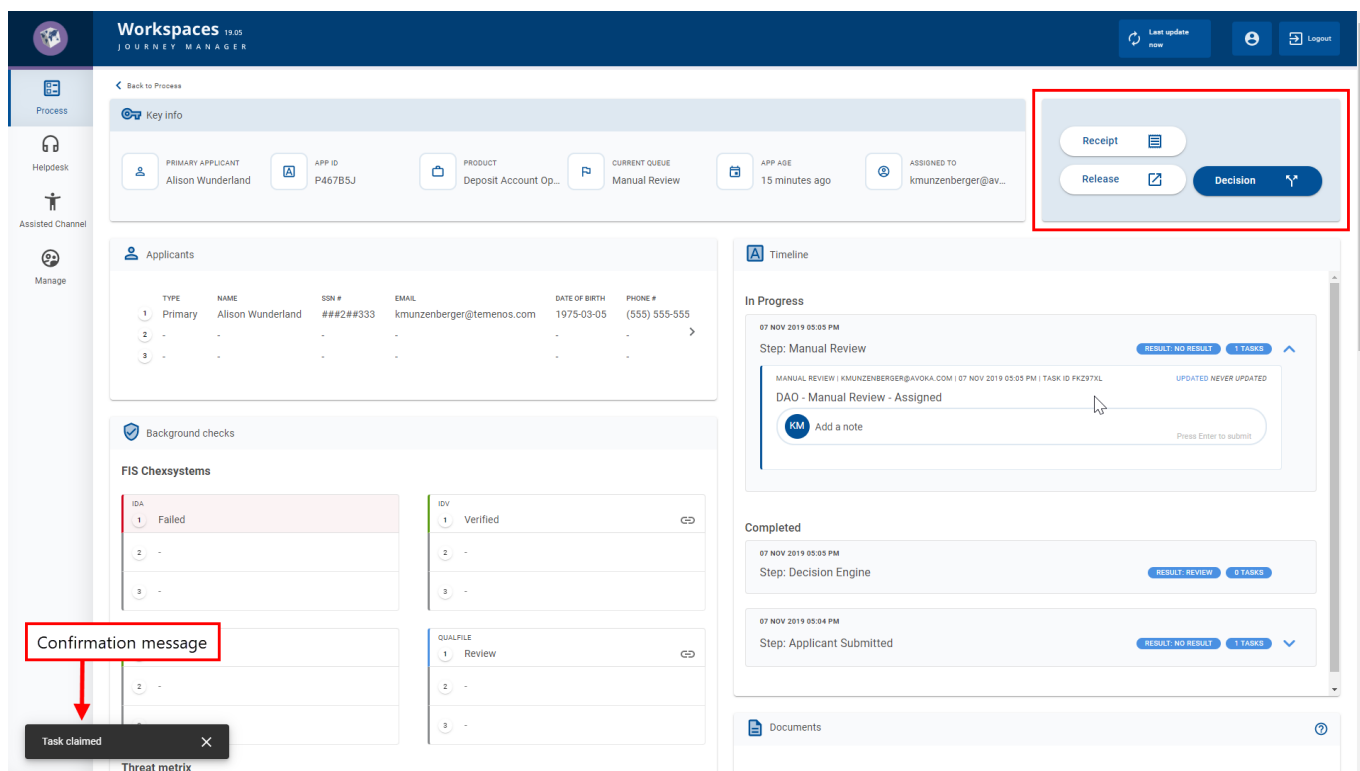 Workspaces 19.05
JOURNEY MANAGER
Last update
now
Logout
Process
Helpdesk
Assisted Channel
Manage
Back to Process
Key info
PRIMARY APPLICANT
Alison Wunderland
APP ID
P467B5J
PRODUCT
Deposit Account Op...
CURRENT QUEUE
Manual Review
APP AGE
15 minutes ago
ASSIGNED TO
kmunzenberger@av...
Receipt
Release
Decision
Applicants
TYPE NAME SSN # EMAIL DATE OF BIRTH PHONE #
1 Primary Alison Wunderland ###2##333 kmunzenberger@temenos.com 1975-03-05 (555) 555-555
2 - - - - - -
3 - - - - - -
Background checks
FIS Chexsystems
IDA
1 Failed
2 -
3 -
IDV
1 Verified
2 -
3 -
2 -
QUALFILE
1 Review
2 -
3 -
Threat metrix
Confirmation message
Task claimed
A Timeline
In Progress
07 NOV 2019 05:05 PM
Step: Manual Review RESULT: NO RESULT 1 TASKS
MANUAL REVIEW | KMUNZENBERGER@AVOKA.COM | 07 NOV 2019 05:05 PM | TASK ID FKZ97XL UPDATED NEVER UPDATED
DAO - Manual Review - Assigned
KM Add a note
Press Enter to submit
Completed
07 NOV 2019 05:05 PM
Step: Decision Engine RESULT: REVIEW 0 TASKS
07 NOV 2019 05:04 PM
Step: Applicant Submitted RESULT: NO RESULT 1 TASKS
Documents